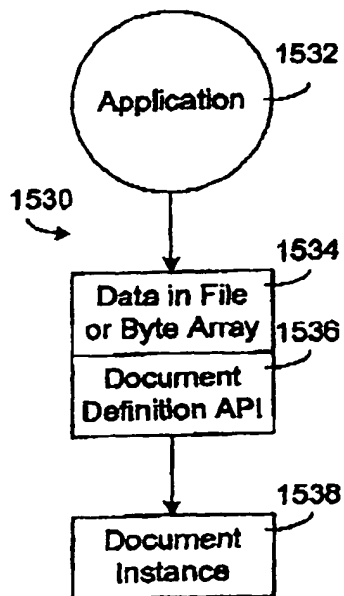 1532
Application
1530
1534
Data in File
or Byte Array
1536
Document
Definition API
1538
Document
Instance